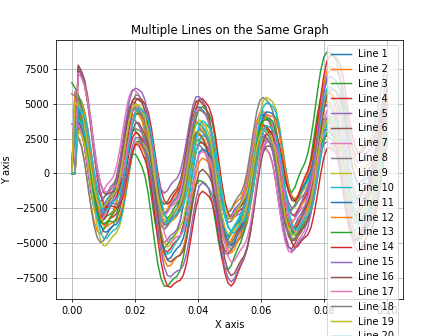 Multiple Lines on the Same Graph
Y axis
7500
5000
2500
0
−2500
−5000
−7500
0.00
0.02
0.04
0.06
X axis
Line 1
Line 2
Line 3
Line 4
Line 5
Line 6
Line 7
Line 8
Line 9
Line 10
Line 11
Line 12
Line 13
Line 14
Line 15
Line 16
Line 17
Line 18
Line 19
Line 20